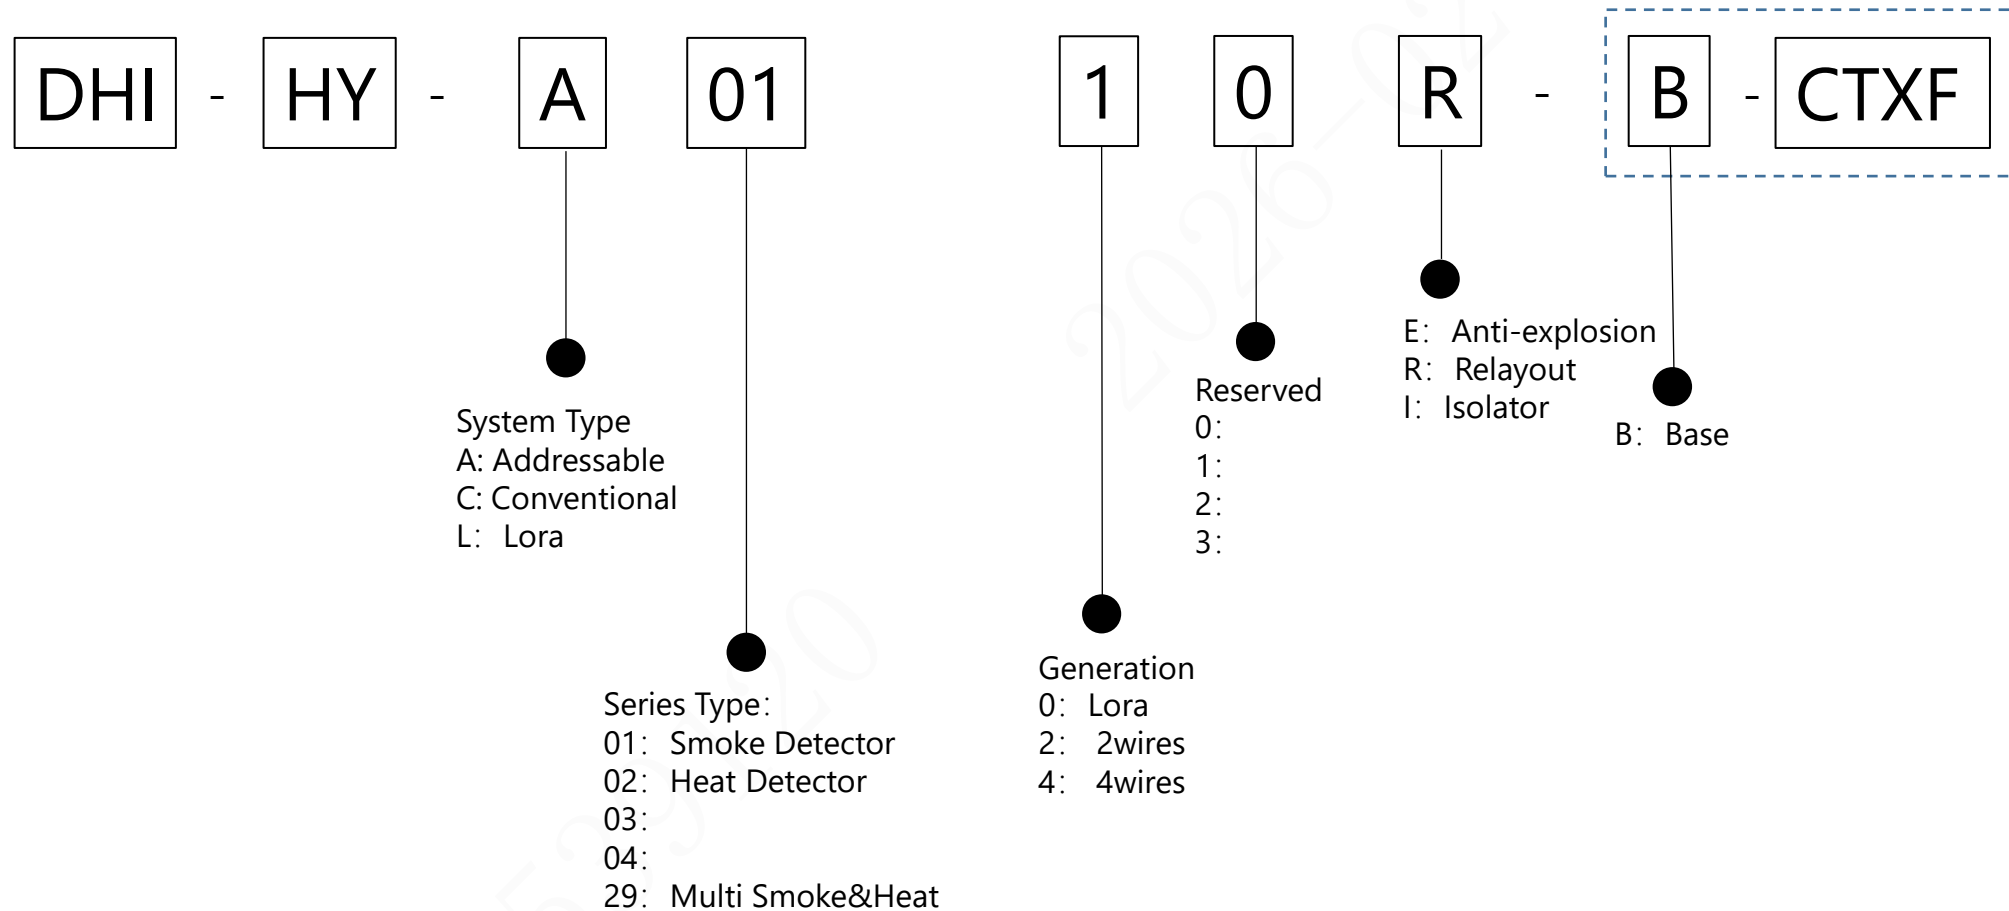 DHI - HY - A 01 1 0 R - B - CTXF
System Type
A: Addressable
C: Conventional
L: Lora
Series Type:
01: Smoke Detector
02: Heat Detector
03:
04:
29: Multi Smoke&Heat
Generation
0: Lora
2: 2wires
4: 4wires
Reserved
0:
1:
2:
3:
E: Anti-explosion
R: Relayout
I: Isolator
B: Base